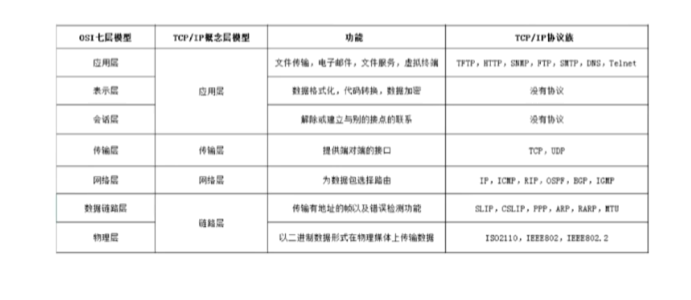 OSI七层模型 TCP/IP概念层模型 功能 TCP/IP协议族
应用层 文件传输，电子邮件，文件服务，虚拟终端 TFTP，HTTP，SNMP，FTP，SMTP，DNS，Telnet
表示层 应用层 数据格式化，代码转换，数据加密 没有协议
会话层 解除或建立与别的接点的联系 没有协议
传输层 传输层 提供端对端的接口 TCP，UDP
网络层 网络层 为数据包选择路由 IP，ICMP，RIP，OSPF，BGP，IGMP
数据链路层 传输有地址的帧以及错误检测功能 SLIP，CSLIP，PPP，ARP，RARP，MTU
链路层
物理层 以二进制数据形式在物理媒体上传输数据 ISO2110，IEEE802，IEEE802.2